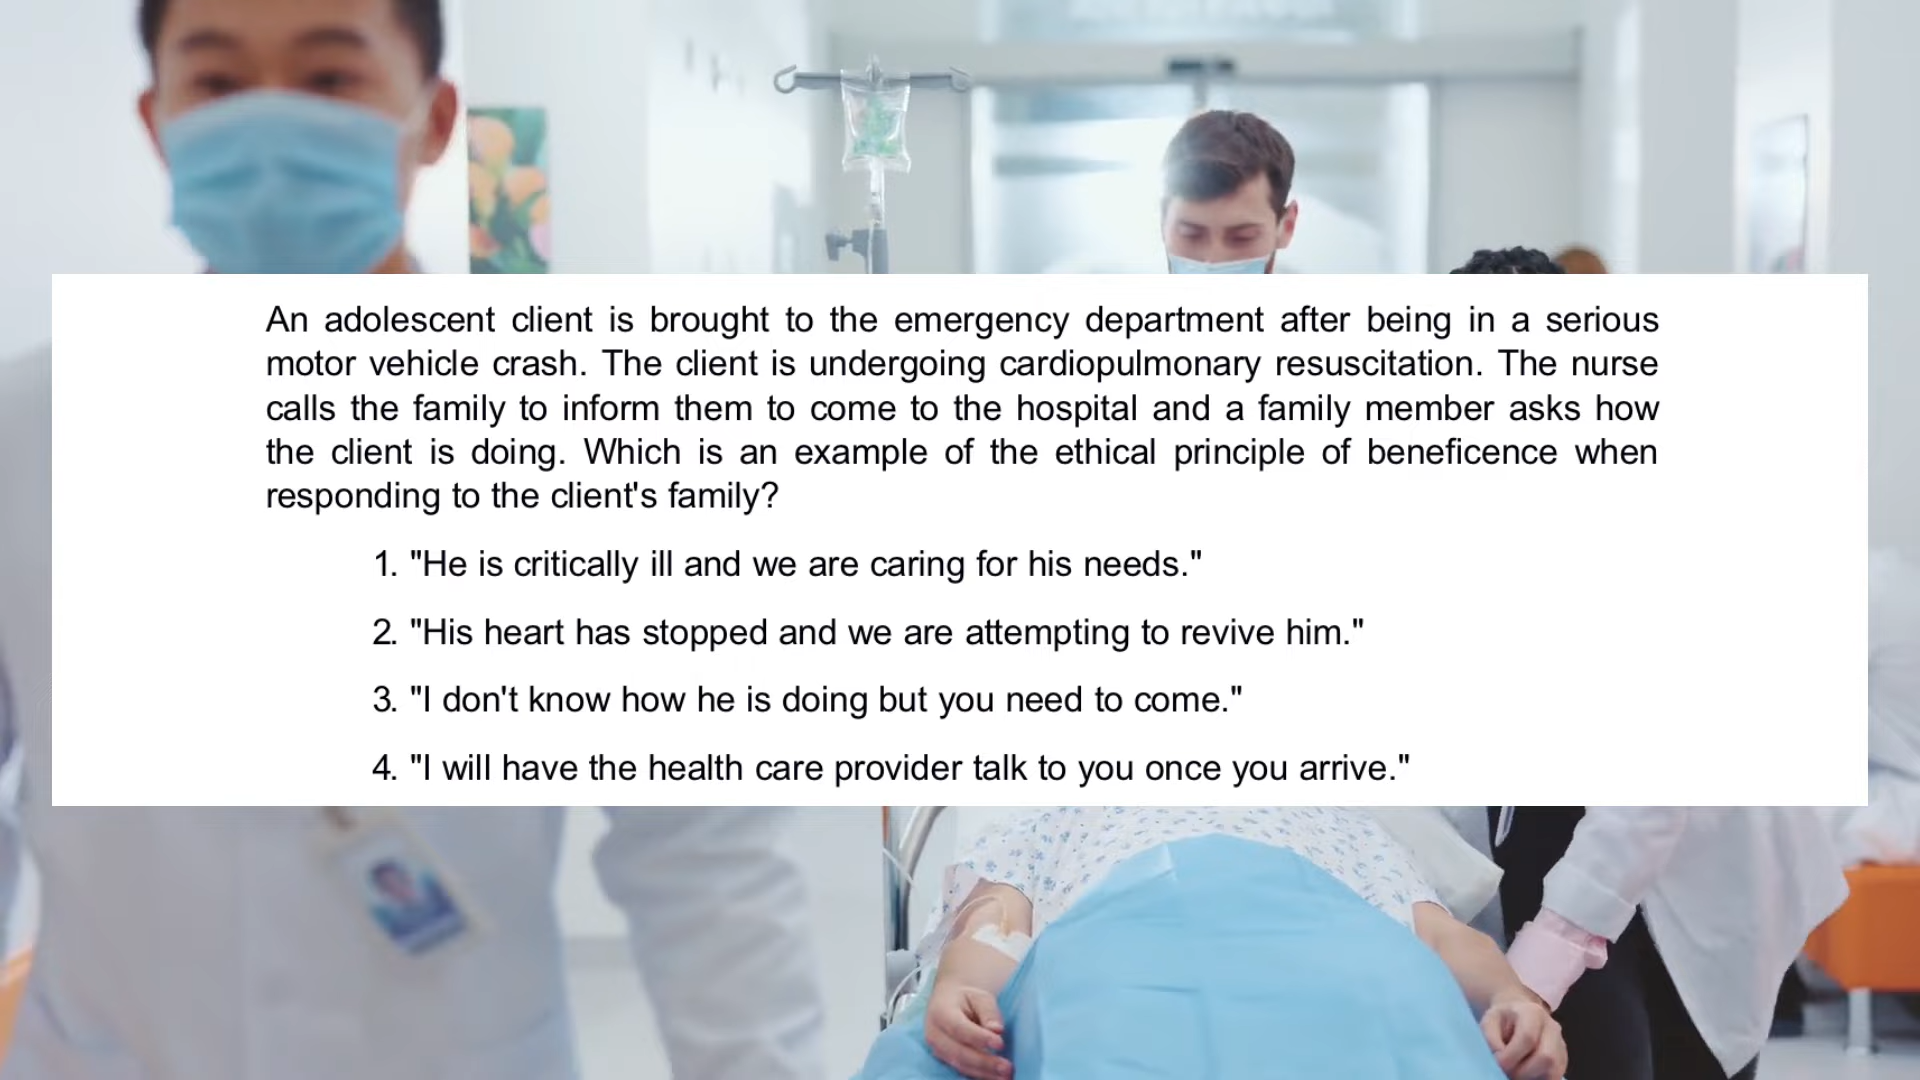 An adolescent client is brought to the emergency department after being in a serious
motor vehicle crash. The client is undergoing cardiopulmonary resuscitation. The nurse
calls the family to inform them to come to the hospital and a family member asks how
the client is doing. Which is an example of the ethical principle of beneficence when
responding to the client's family?
1. "He is critically ill and we are caring for his needs."
2. "His heart has stopped and we are attempting to revive him."
3. "I don't know how he is doing but you need to come."
4. "I will have the health care provider talk to you once you arrive."